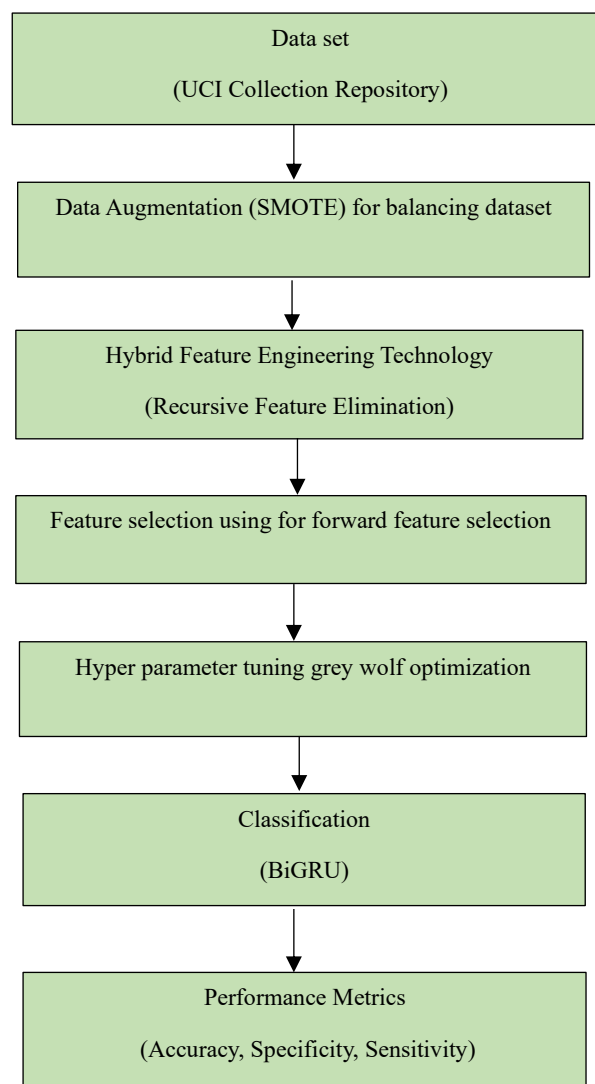 Data set
(UCI Collection Repository)
Data Augmentation (SMOTE) for balancing dataset
Hybrid Feature Engineering Technology
(Recursive Feature Elimination)
Feature selection using for forward feature selection
Hyper parameter tuning grey wolf optimization
Classification
(BiGRU)
Performance Metrics
(Accuracy, Specificity, Sensitivity)